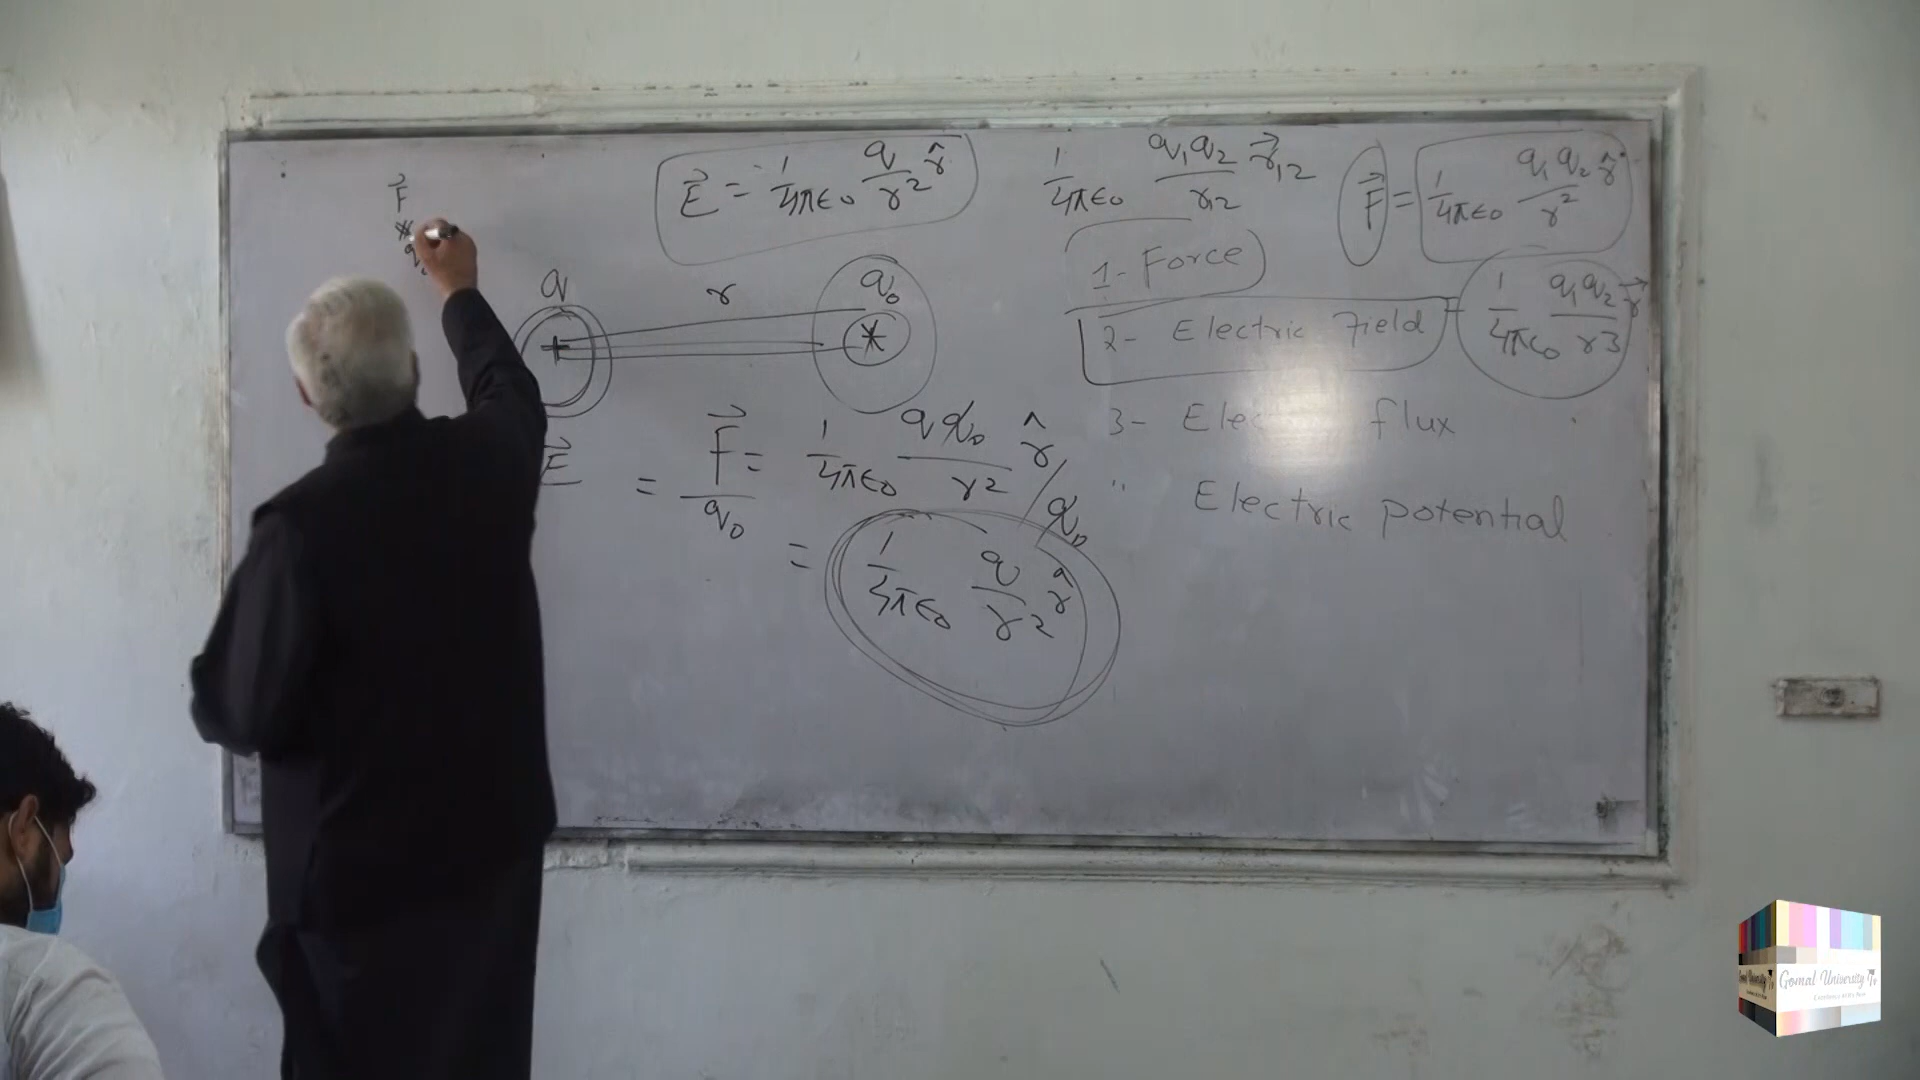 F⃗
q
E⃗ = 1/4πϵ₀ q/r² r̂
1/4πϵ₀ q₁q₂/r₁₂ r⃗₁₂
F⃗ = 1/4πϵ₀ q₁q₂/r² r̂
q r q₀
1- Force
2- Electric Field = 1/4πϵ₀ q₁q₂/r3 r⃗
3- Electric flux
" Electric potential
E⃗ = F⃗/q₀ = 1/4πϵ₀ qq₀/r² r̂ / q₀
= 1/4πϵ₀ q/r² r̂
Gomal University Tv